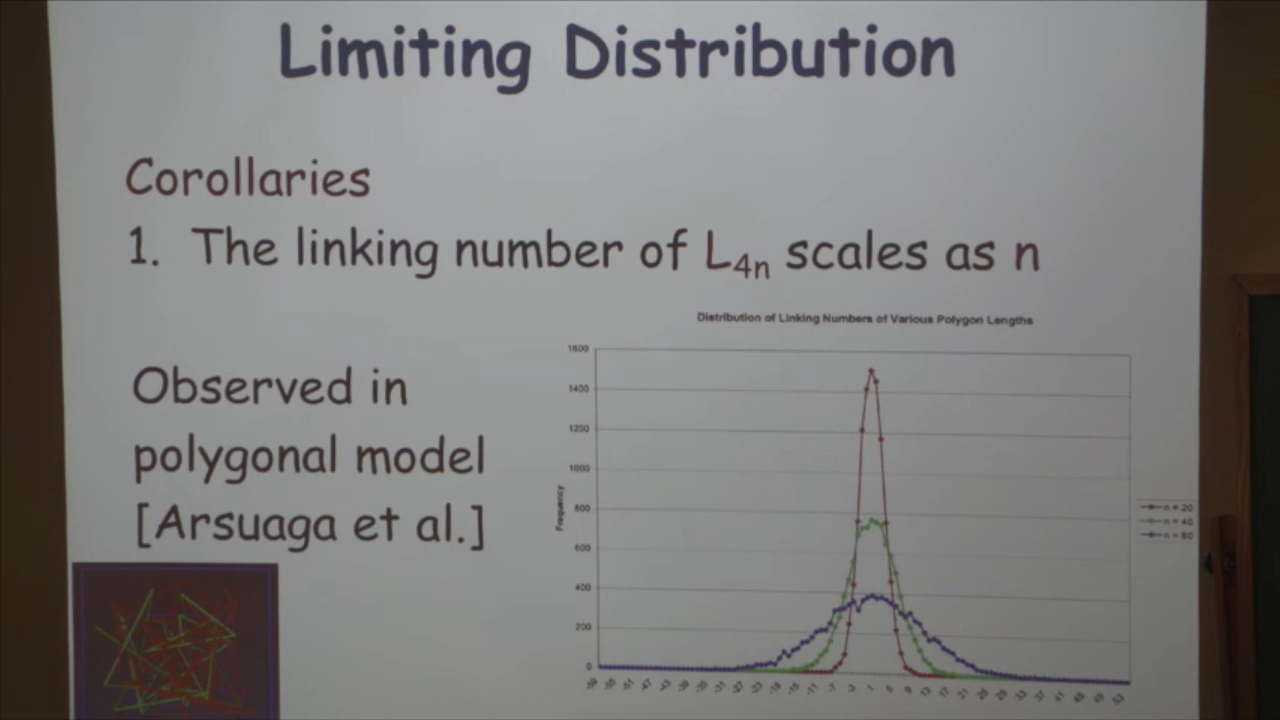 Limiting Distribution
Corollaries
1. The linking number of L4n scales as n
Distribution of Linking Numbers of Various Polygon Lengths
Observed in
polygonal model
[Arsuaga et al.]
Frequency
1600
1400
1200
1000
800
600
400
200
0
n = 20
n = 40
n = 80